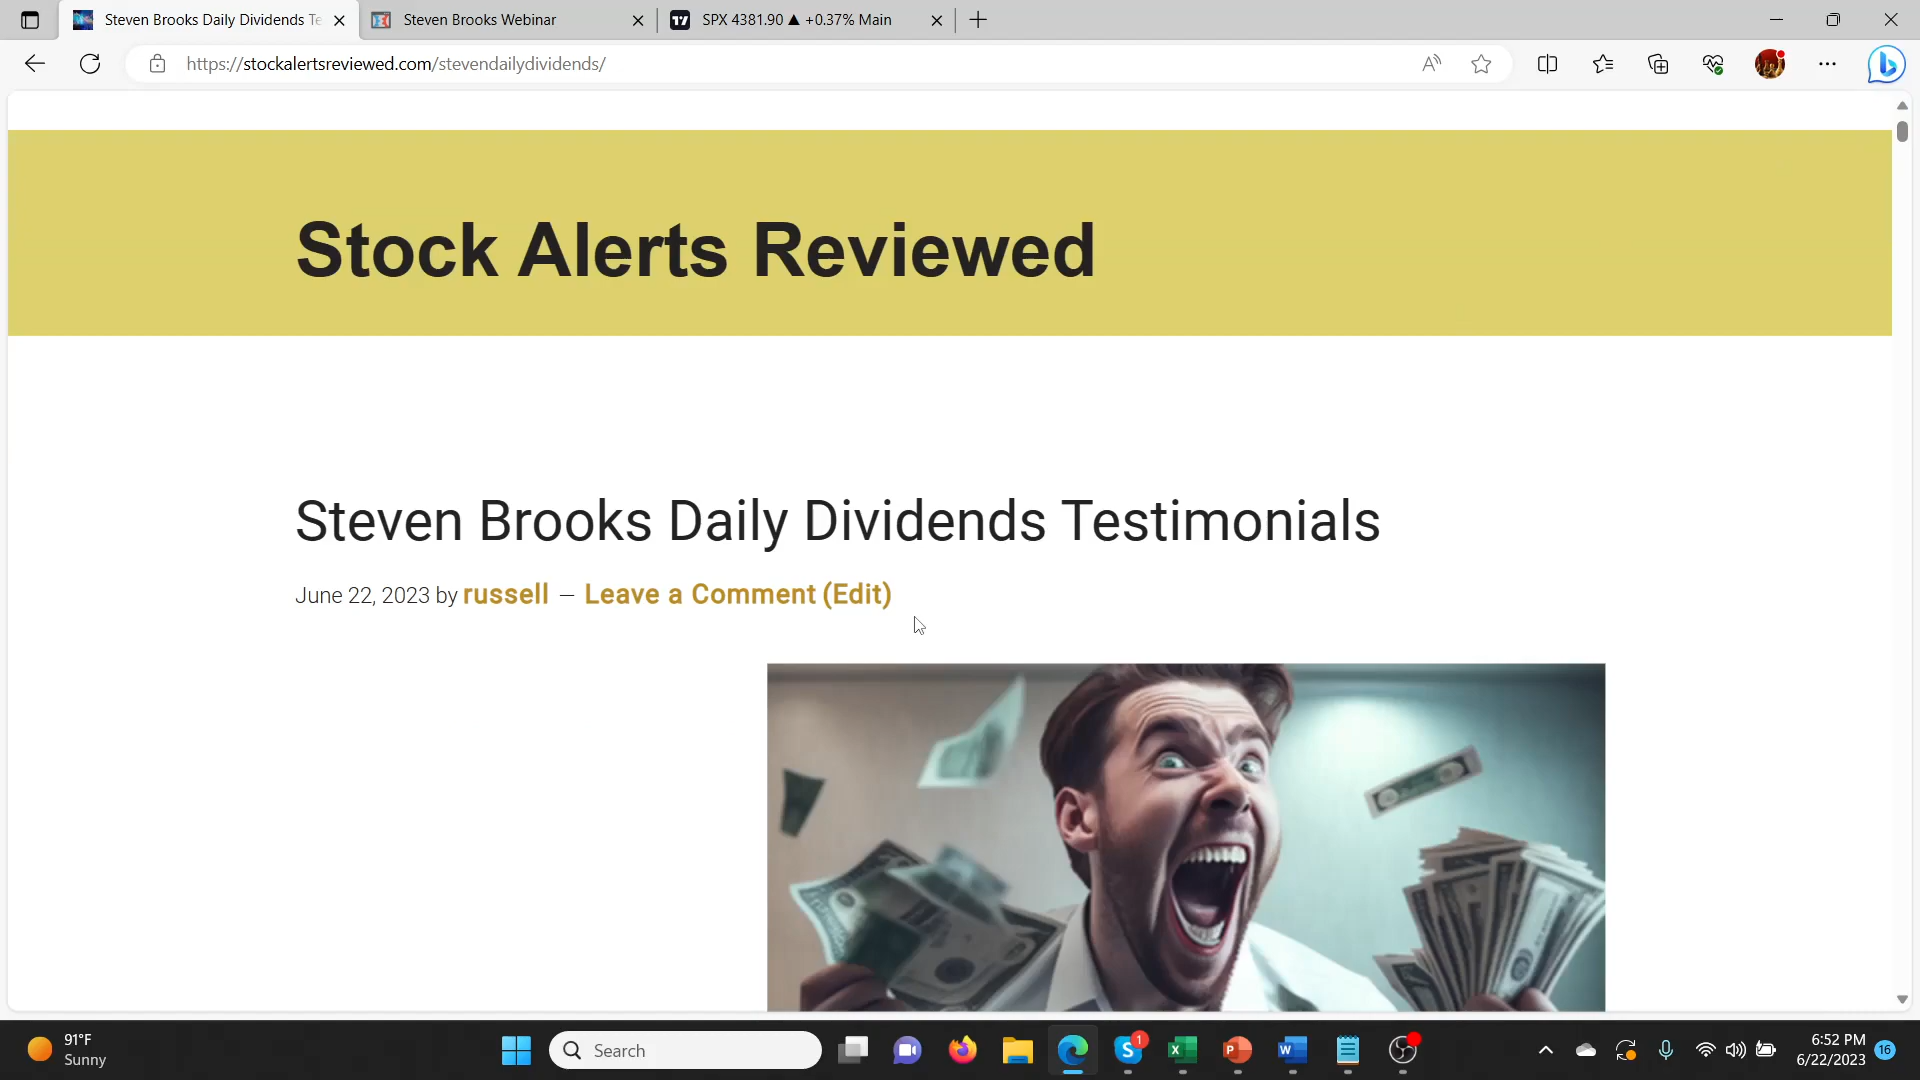 Steven Brooks Daily Dividends Te
Steven Brooks Webinar
SPX 4381.90 ▲ +0.37% Main
https://stockalertsreviewed.com/stevendailydividends/
Stock Alerts Reviewed
Steven Brooks Daily Dividends Testimonials
June 22, 2023 by russell — Leave a Comment (Edit)
91°F
Sunny
Search
1
6:52 PM
6/22/2023
16